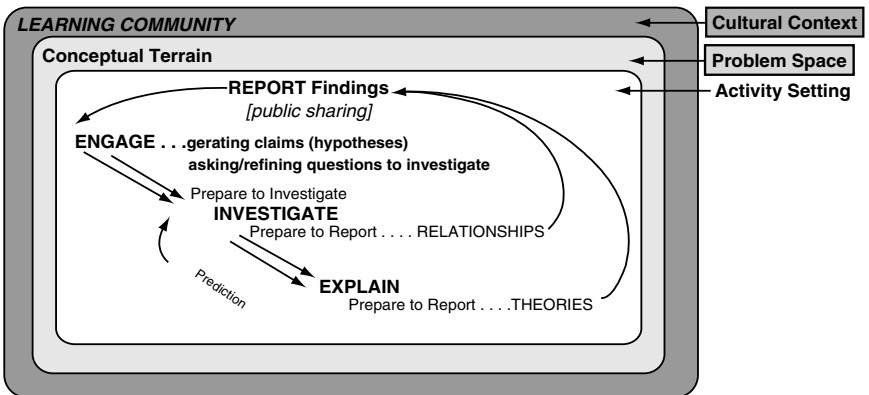 LEARNING COMMUNITY
Cultural Context
Conceptual Terrain
Problem Space
REPORT Findings
Activity Setting
[public sharing]
ENGAGE . . .gerating claims (hypotheses)
asking/refining questions to investigate
Prepare to Investigate
INVESTIGATE
Prepare to Report . . . . RELATIONSHIPS
Prediction
EXPLAIN
Prepare to Report . . . .THEORIES